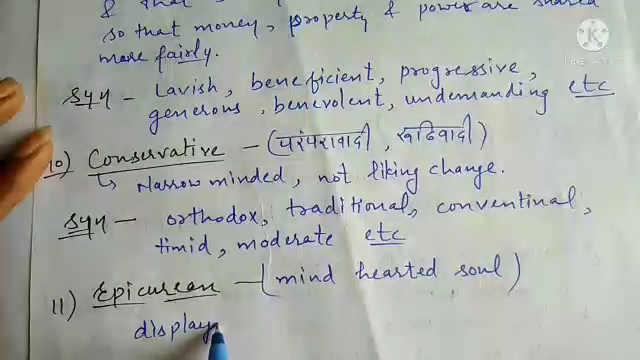 & that
so that money, property & power are shared
more fairly.
Syn - Lavish, beneficient, progressive,
generous, benevolent, undemanding etc
10) Conservative - (परंपरावादी, रूढिवादी)
↳ Narrow minded, not liking change.
Syn - orthodox, traditional, conventinal,
timid, moderate etc
11) Epicurean - (mind hearted soul)
display
KINEMASTER